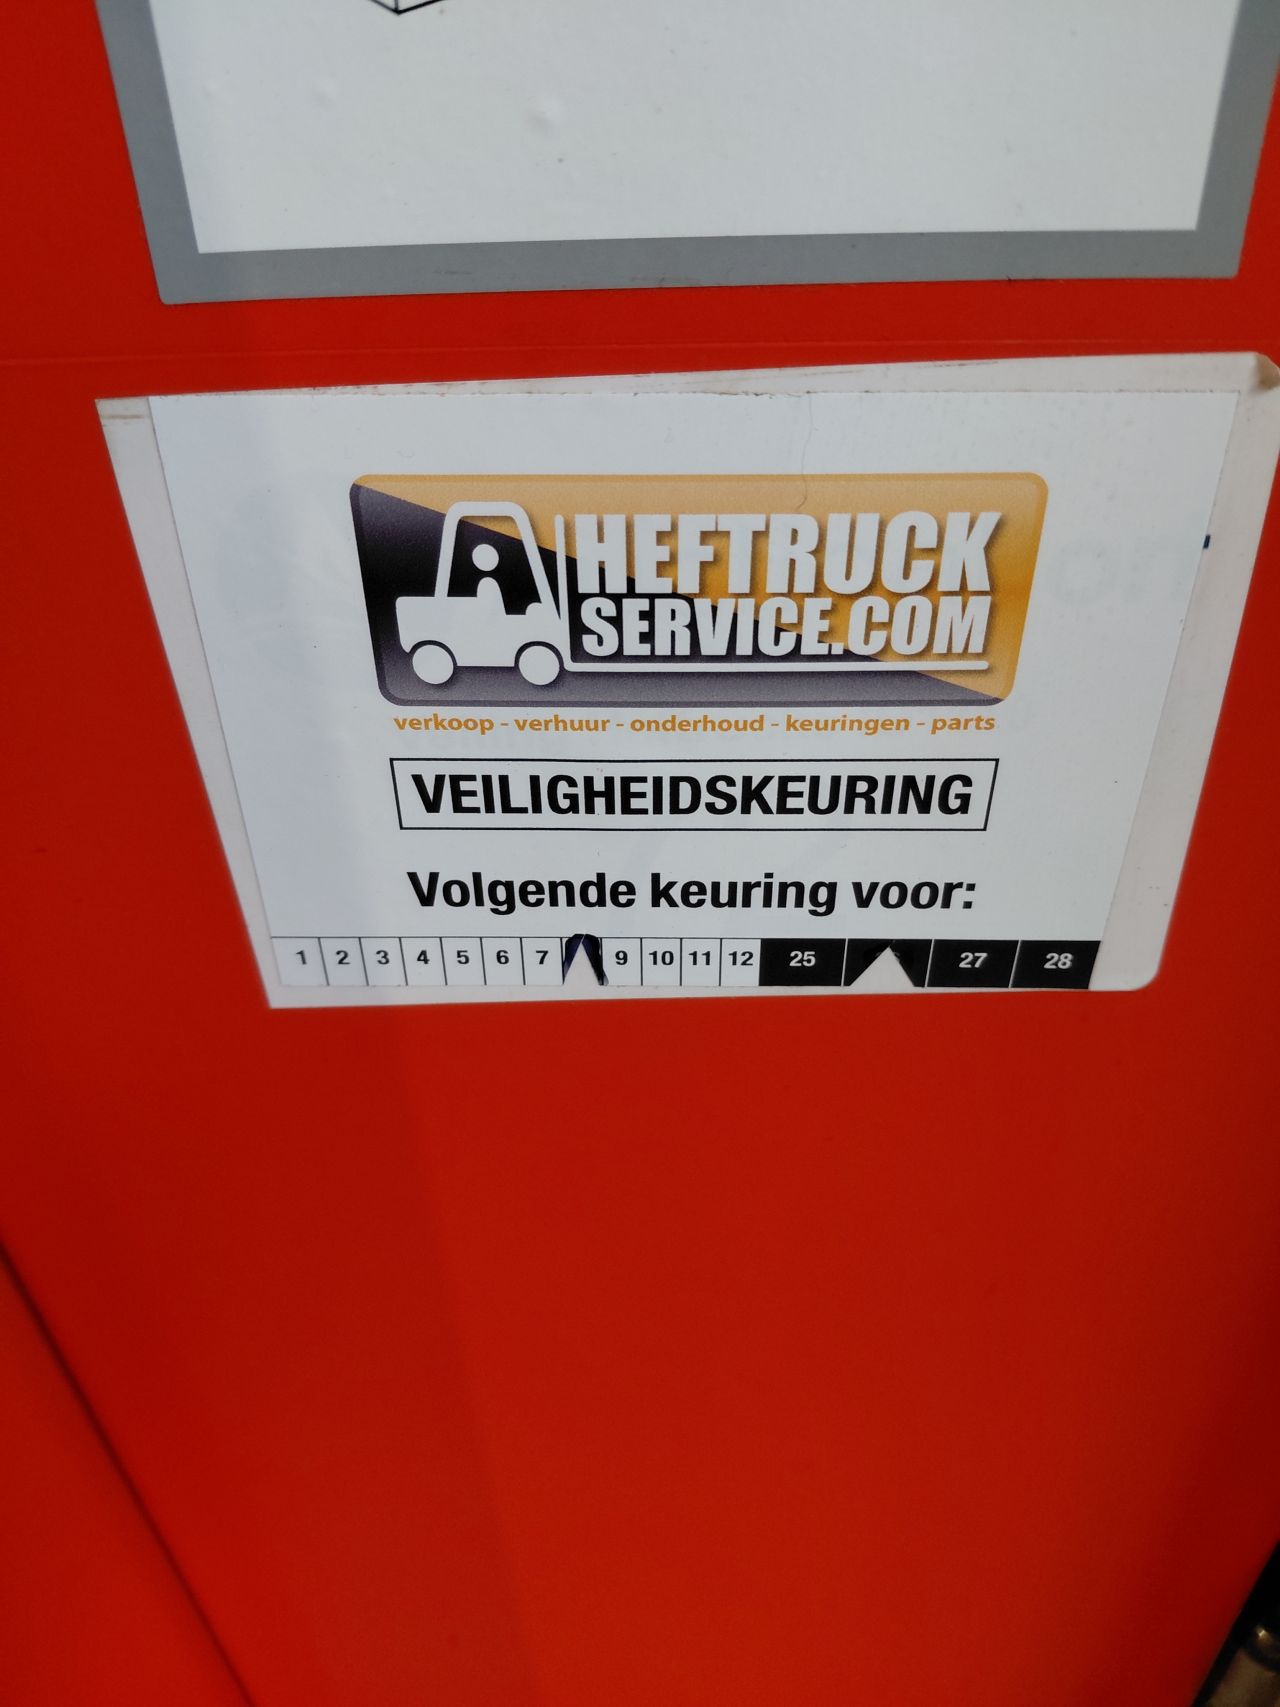 HEFTRUCK
SERVICE.COM
verkoop - verhuur - onderhoud - keuringen - parts
VEILIGHEIDSKEURING
Volgende keuring voor:
1 2 3 4 5 6 7 9 10 11 12 25 27 28